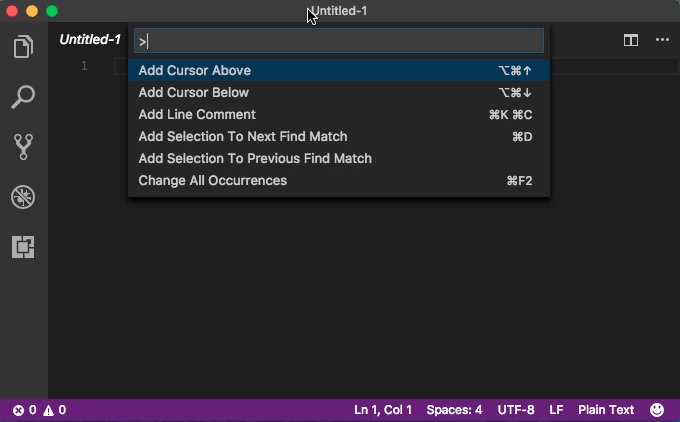 Untitled-1
Untitled-1
>
1
Add Cursor Above ⌥⌘↑
Add Cursor Below ⌥⌘↓
Add Line Comment ⌘K ⌘C
Add Selection To Next Find Match ⌘D
Add Selection To Previous Find Match
Change All Occurrences ⌘F2
0 0 Ln 1, Col 1 Spaces: 4 UTF-8 LF Plain Text